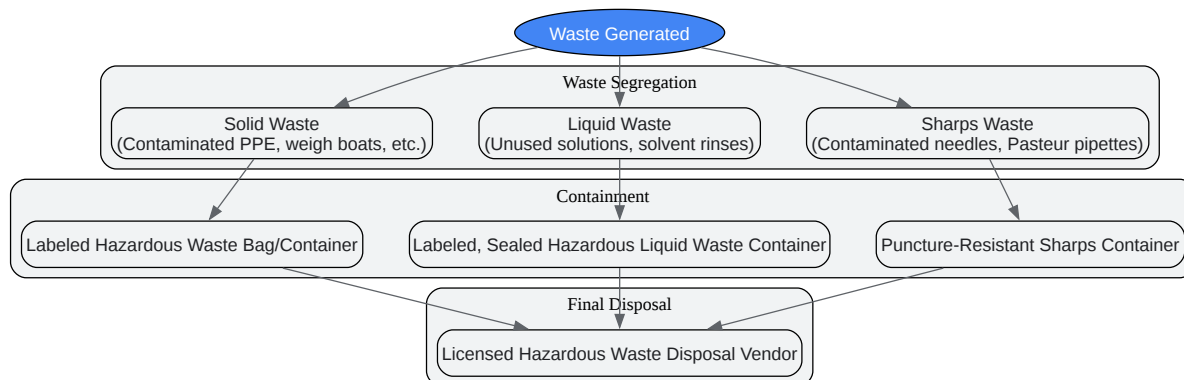 Waste Generated
Waste Segregation
Solid Waste
(Contaminated PPE, weigh boats, etc.)
Liquid Waste
(Unused solutions, solvent rinses)
Sharps Waste
(Contaminated needles, Pasteur pipettes)
Containment
Labeled Hazardous Waste Bag/Container
Labeled, Sealed Hazardous Liquid Waste Container
Puncture-Resistant Sharps Container
Final Disposal
Licensed Hazardous Waste Disposal Vendor